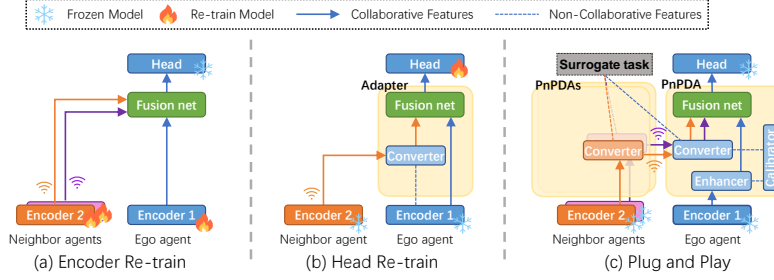 Frozen Model Re-train Model Collaborative Features Non-Collaborative Features
Head
Fusion net
Encoder 2
Encoder 1
Neighbor agents
Ego agent
(a) Encoder Re-train
Head
Adapter
Fusion net
Converter
Encoder 2
Encoder 1
Neighbor agent
Ego agent
(b) Head Re-train
Surrogate task
Head
PnPDAs
PnPDA
Fusion net
Converter
Converter
Calibrator
Enhancer
Encoder 2
Encoder 1
Neighbor agents
Ego agent
(c) Plug and Play